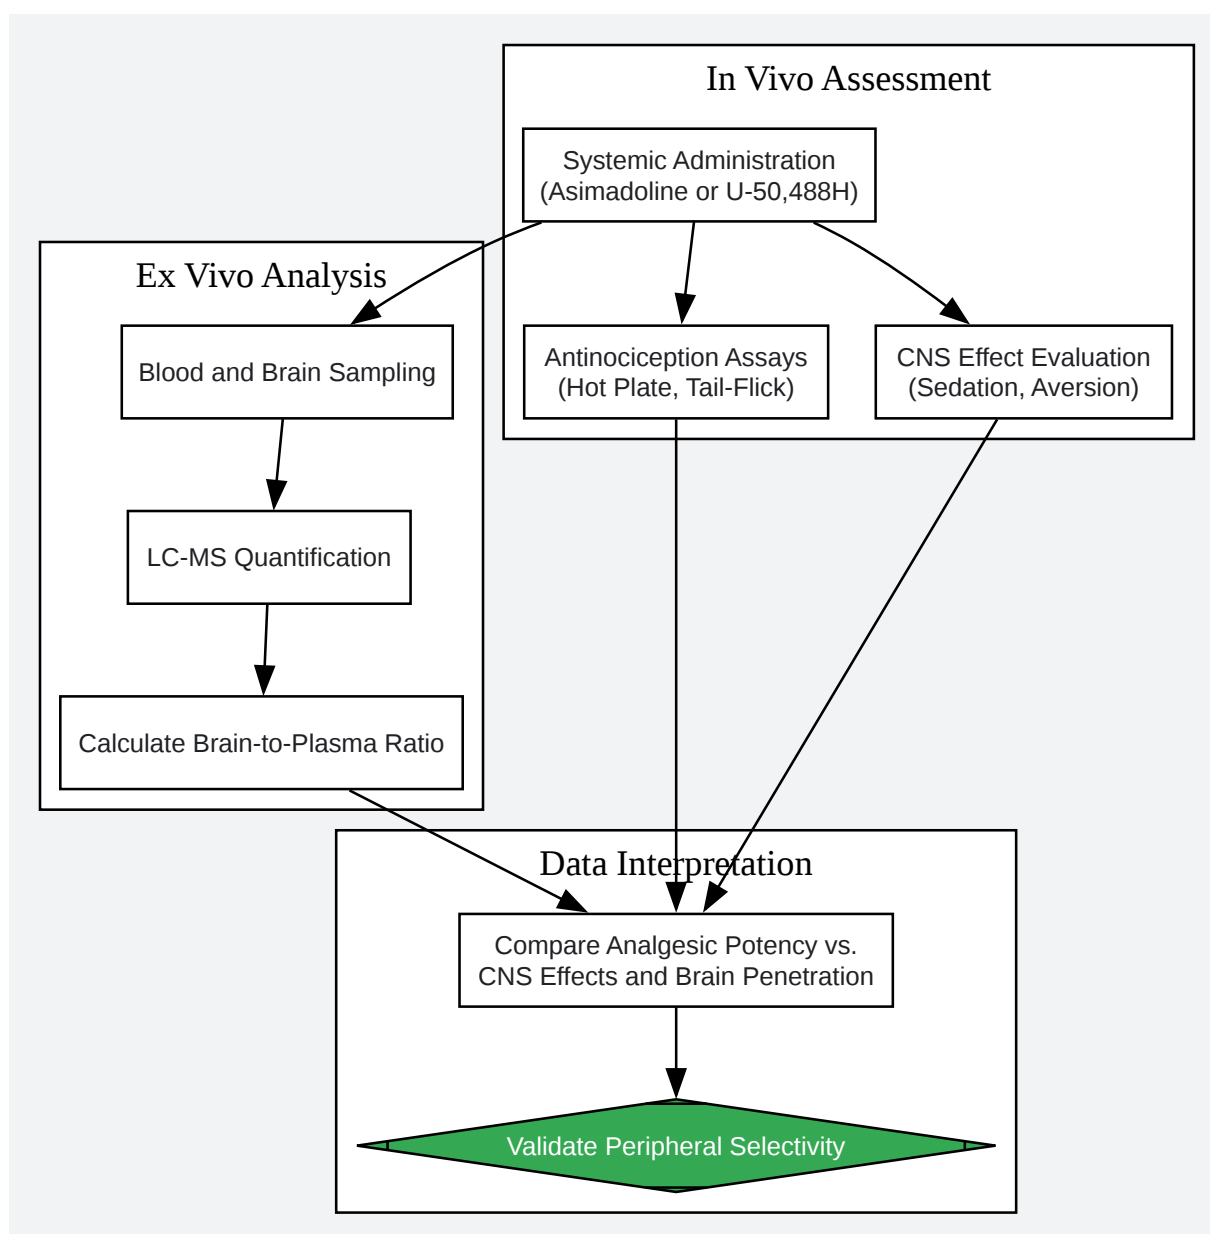 In Vivo Assessment
Systemic Administration
(Asimadoline or U-50,488H)
Ex Vivo Analysis
Blood and Brain Sampling
Antinociception Assays
(Hot Plate, Tail-Flick)
CNS Effect Evaluation
(Sedation, Aversion)
LC-MS Quantification
Calculate Brain-to-Plasma Ratio
Data Interpretation
Compare Analgesic Potency vs.
CNS Effects and Brain Penetration
Validate Peripheral Selectivity